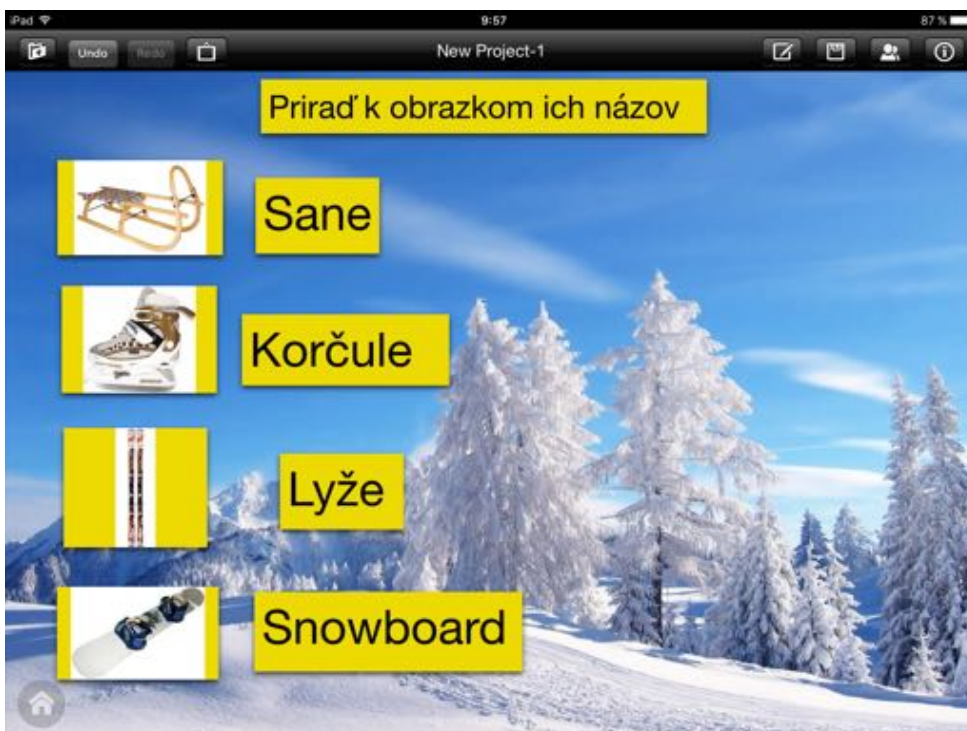 iPad 9:57 87 %
Undo Redo New Project-1
Priraď k obrazkom ich názov
Sane
Korčule
Lyže
Snowboard